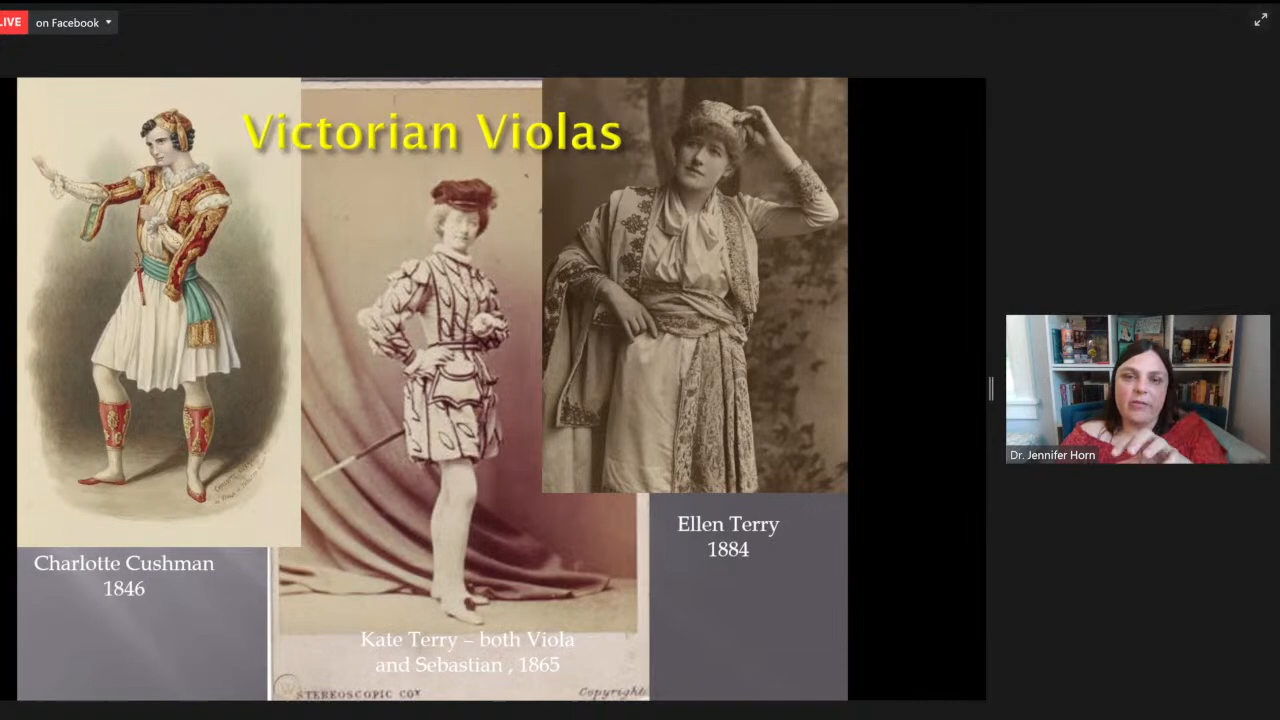 LIVE
on Facebook
Victorian Violas
Charlotte Cushman
1846
Kate Terry – both Viola
and Sebastian , 1865
Ellen Terry
1884
STEREOSCOPIC COY
Copyright
Dr. Jennifer Horn